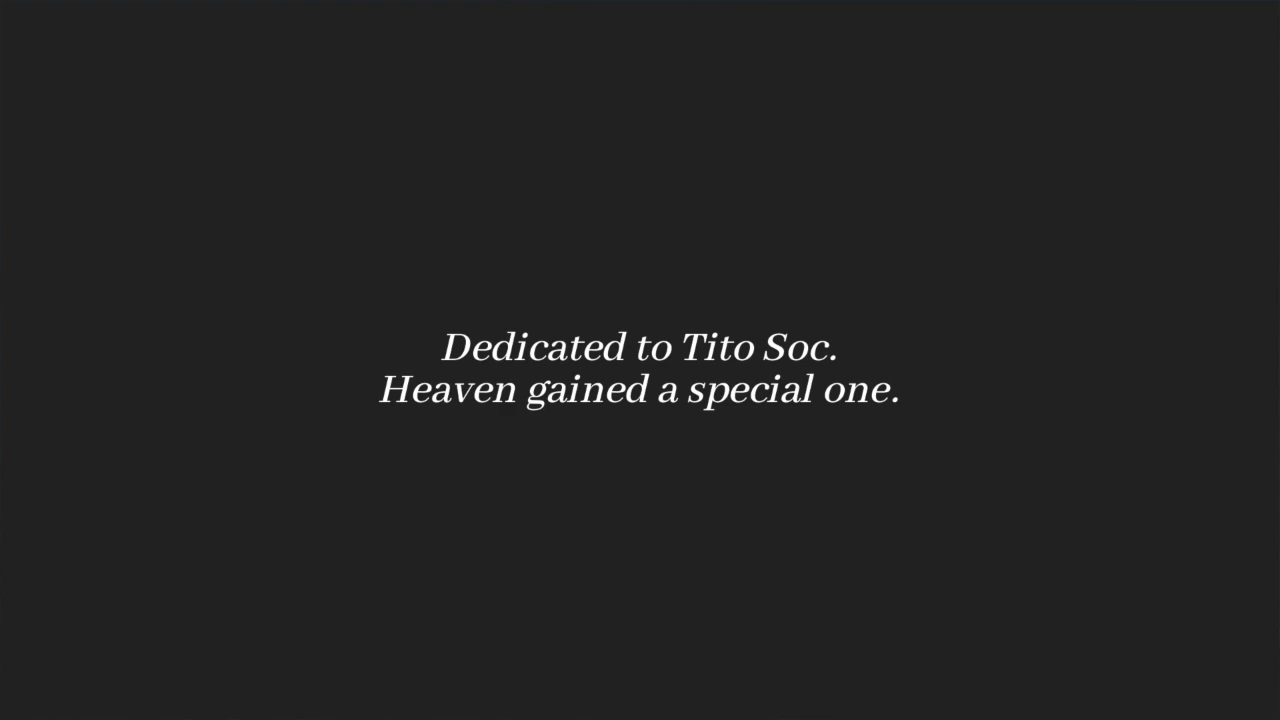 Dedicated to Tito Soc.
Heaven gained a special one.